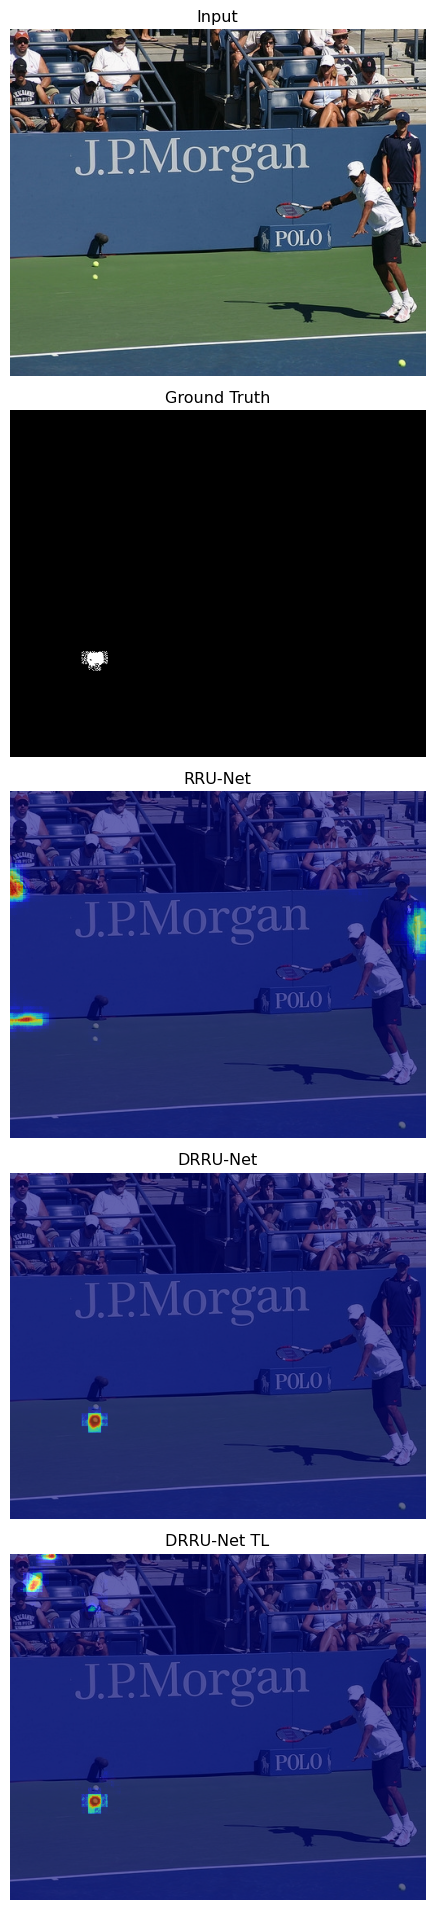 Input
J.P.Morgan
POLO
Ground Truth
RRU-Net
J.P.Morgan
POLO
DRRU-Net
J.P.Morgan
POLO
DRRU-Net TL
J.P.Morgan
POLO